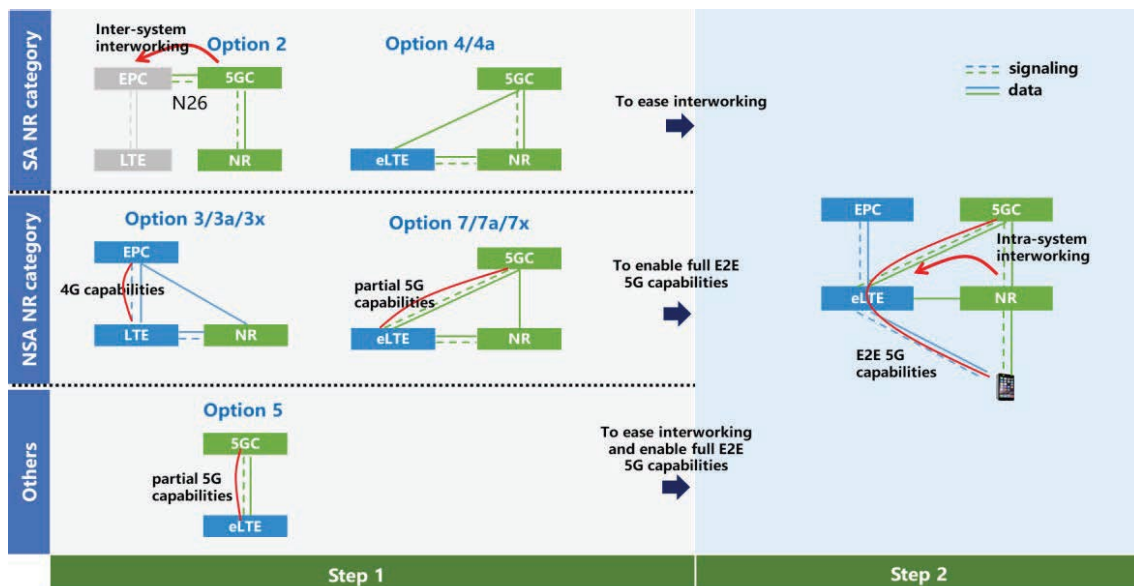 SA NR category
Inter-system
interworking
Option 2
EPC
5GC
N26
LTE
NR
Option 4/4a
5GC
eLTE
NR
To ease interworking
NSA NR category
Option 3/3a/3x
EPC
4G capabilities
LTE
NR
Option 7/7a/7x
5GC
partial 5G
capabilities
eLTE
NR
To enable full E2E
5G capabilities
Others
Option 5
5GC
partial 5G
capabilities
eLTE
To ease interworking
and enable full E2E
5G capabilities
signaling
data
EPC
5GC
Intra-system
interworking
eLTE
NR
E2E 5G
capabilities
Step 1
Step 2